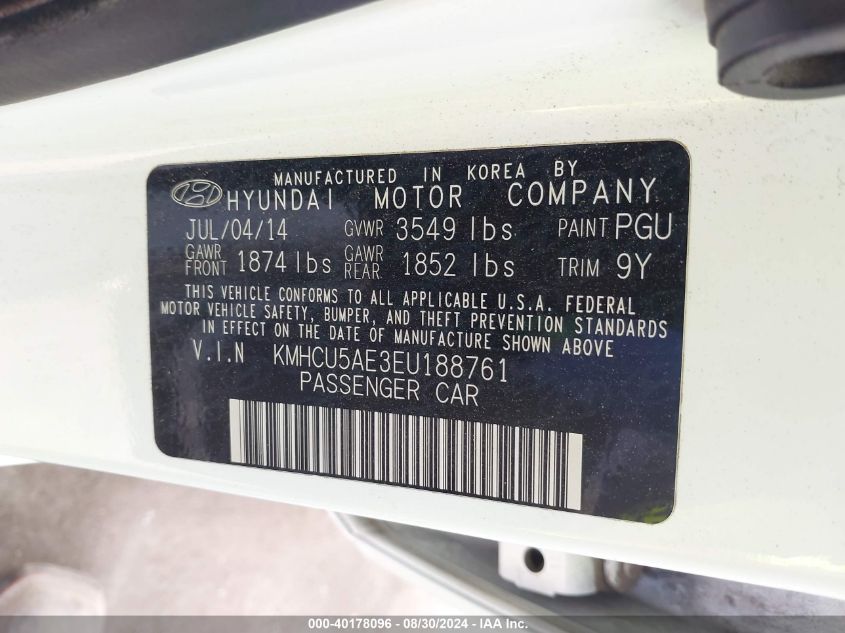 MANUFACTURED IN KOREA BY
HYUNDAI MOTOR COMPANY
JUL/04/14 GVWR 3549 lbs PAINT PGU
GAWR FRONT 1874 lbs GAWR REAR 1852 lbs TRIM 9Y
THIS VEHICLE CONFORMS TO ALL APPLICABLE U.S.A. FEDERAL
MOTOR VEHICLE SAFETY, BUMPER, AND THEFT PREVENTION STANDARDS
IN EFFECT ON THE DATE OF MANUFACTURE SHOWN ABOVE
V.I.N KMHCU5AE3EU188761
PASSENGER CAR
000-40178096 - 08/30/2024 - IAA Inc.